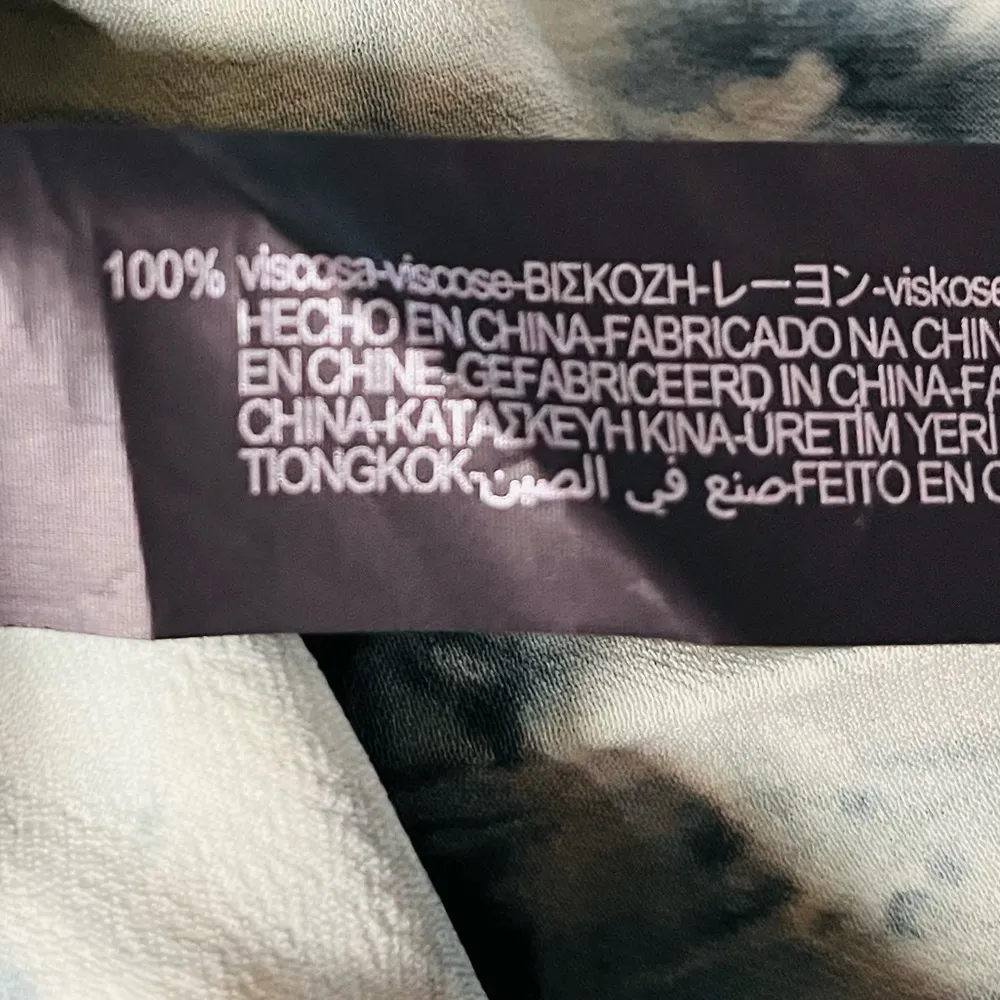 100% viscosa-viscose-ΒΙΣΚΟΖΗ-レーヨン-viskose
HECHO EN CHINA-FABRICADO NA CHIN
EN CHINE-GEFABRICEERD IN CHINA-FA
CHINA-ΚΑΤΑΣΚΕΥΗ ΚΙΝΑ-ÜRETİM YERİ
TIONGKOK-صنع في الصين-FEITO EN C